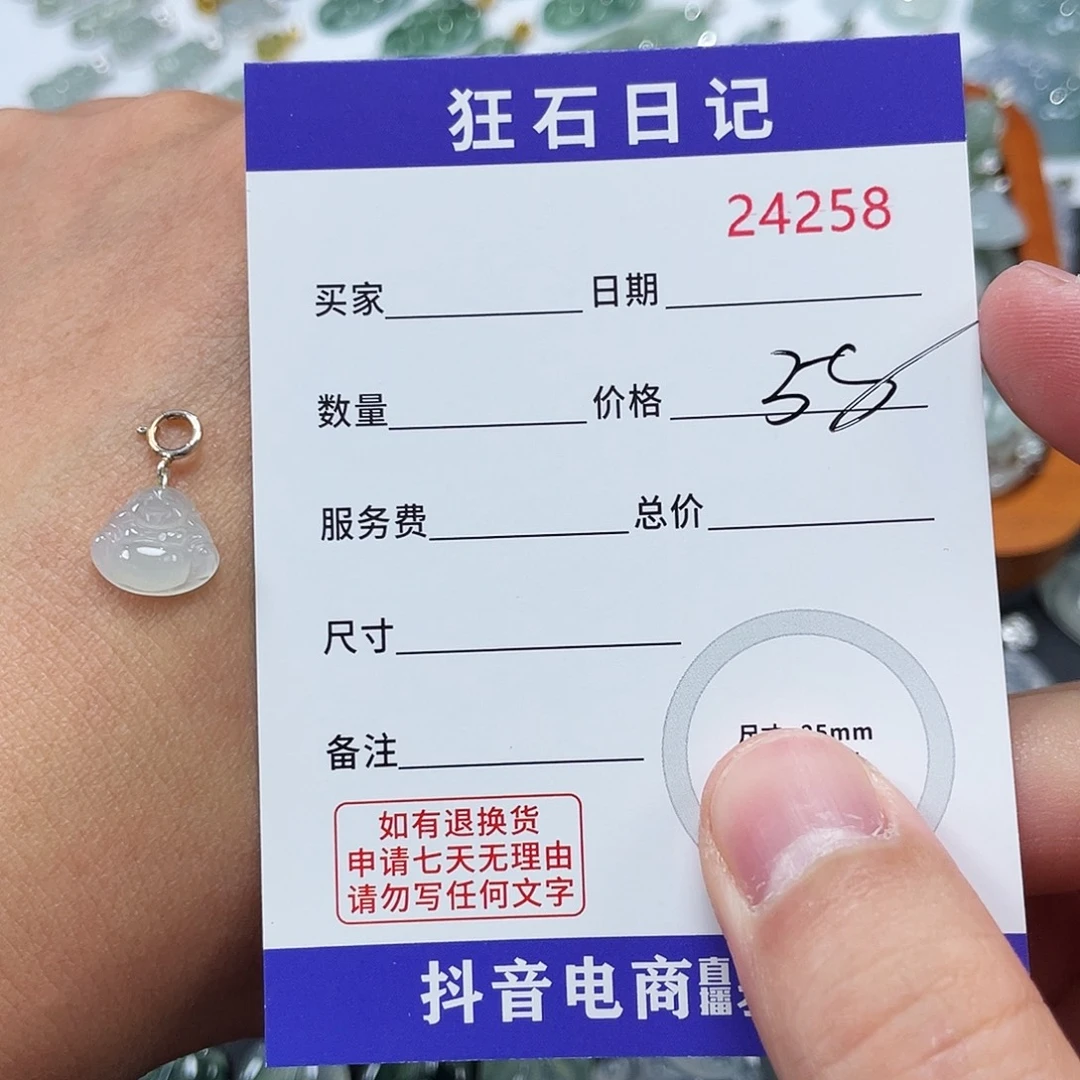 狂石日记
24258
买家 日期
数量 价格 58
服务费 总价
尺寸
备注
如有退换货
申请七天无理由
请勿写任何文字
抖音电商直播